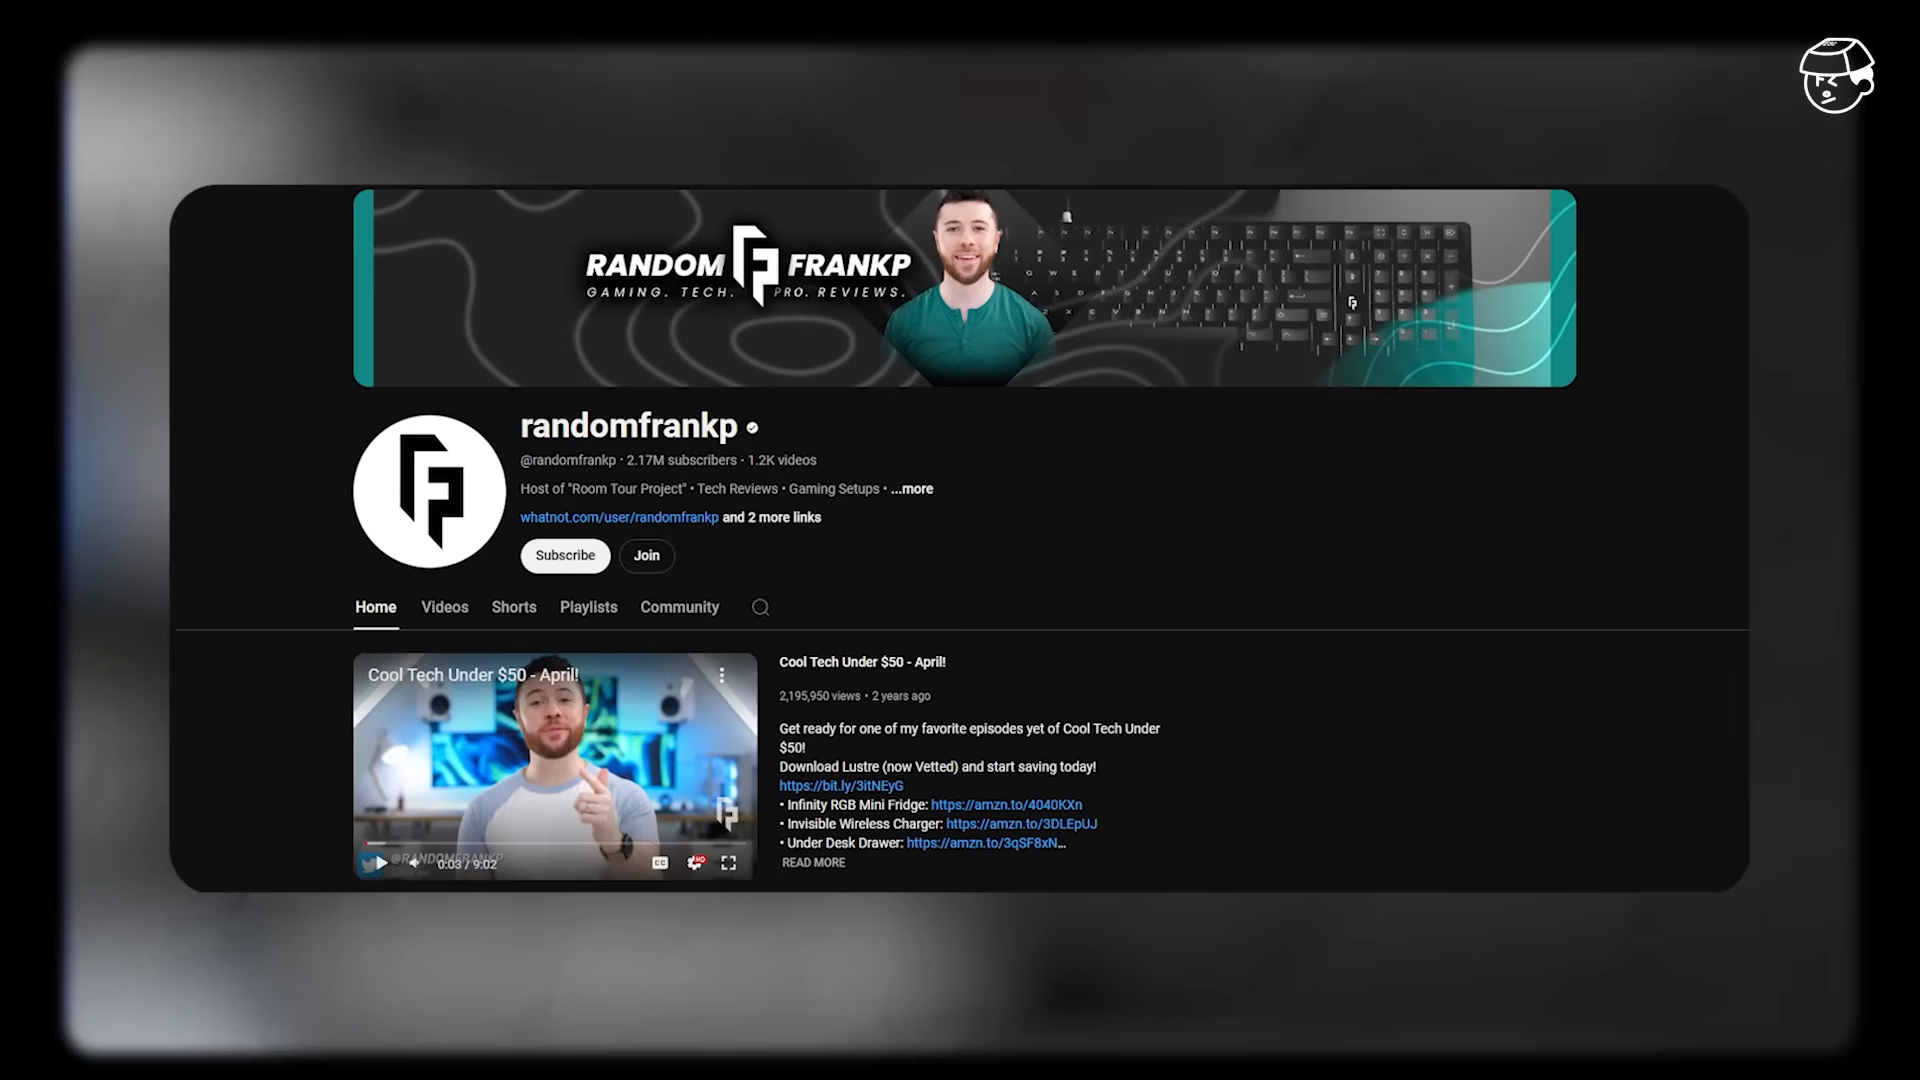 RANDOM FRANKP
GAMING. TECH. PRO. REVIEWS.
randomfrankp
@randomfrankp · 2.17M subscribers · 1.2K videos
Host of "Room Tour Project" • Tech Reviews • Gaming Setups • ...more
whatnot.com/user/randomfrankp and 2 more links
Subscribe
Join
Home
Videos
Shorts
Playlists
Community
Cool Tech Under $50 - April!
@RANDOMFRANKP
0:03 / 9:02
CC
HD
Cool Tech Under $50 - April!
2,195,950 views • 2 years ago
Get ready for one of my favorite episodes yet of Cool Tech Under
$50!
Download Lustre (now Vetted) and start saving today!
https://bit.ly/3itNEyG
• Infinity RGB Mini Fridge: https://amzn.to/4040KXn
• Invisible Wireless Charger: https://amzn.to/3DLEpUJ
• Under Desk Drawer: https://amzn.to/3qSF8xN...
READ MORE